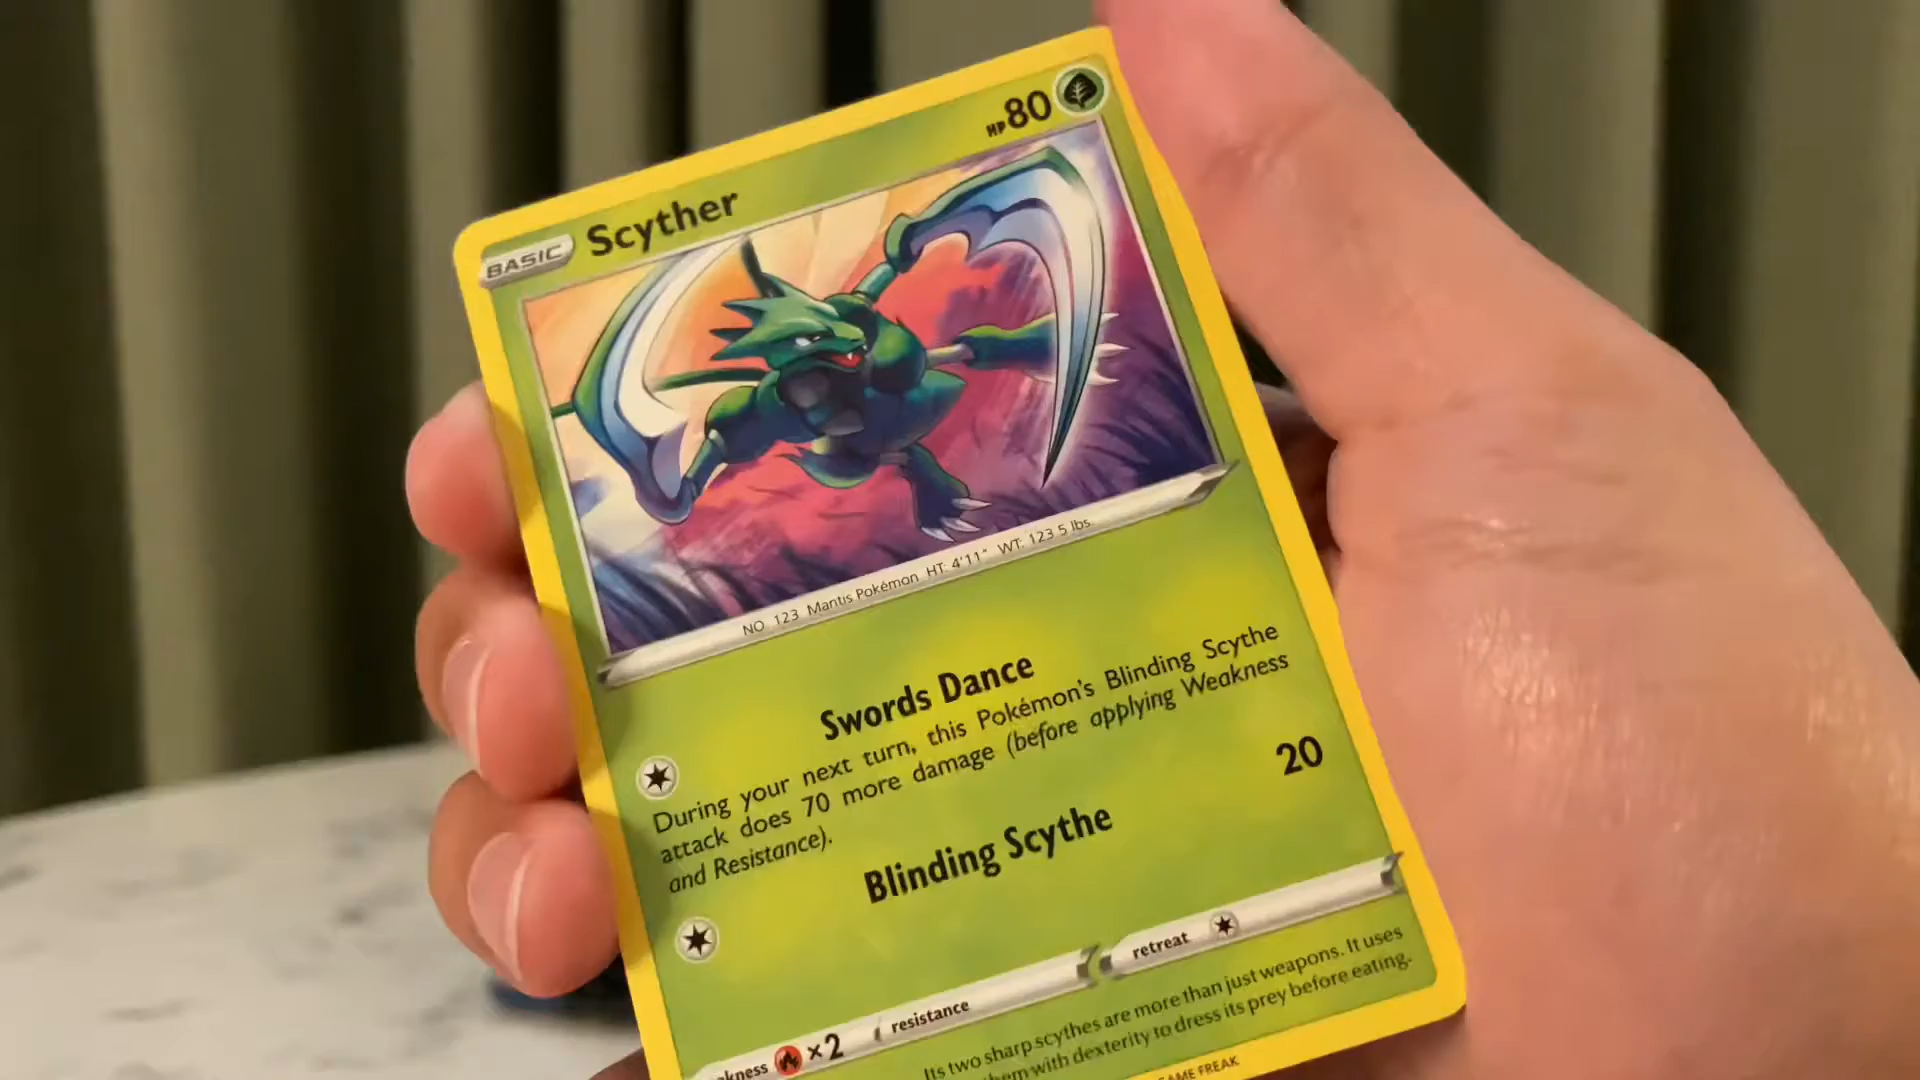 BASIC Scyther HP80
NO 123 Mantis Pokémon HT: 4'11" WT: 123 5 lbs
Swords Dance
During your next turn, this Pokémon's Blinding Scythe
attack does 70 more damage (before applying Weakness
and Resistance).
Blinding Scythe 20
kness ×2 resistance retreat
Its two sharp scythes are more than just weapons. It uses
them with dexterity to dress its prey before eating.
GAME FREAK